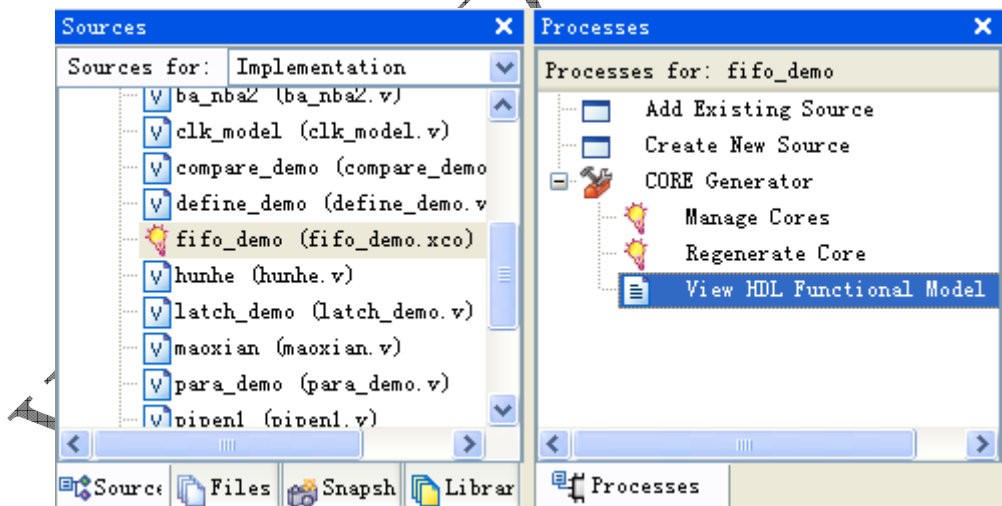 Sources
Sources for: Implementation
ba_nba2 (ba_nba2.v)
clk_model (clk_model.v)
compare_demo (compare_demo
define_demo (define_demo.v
fifo_demo (fifo_demo.xco)
hunhe (hunhe.v)
latch_demo (latch_demo.v)
maoxian (maoxian.v)
para_demo (para_demo.v)
pipen1 (pipen1.v)
Source Files Snapsh Librar
Processes
Processes for: fifo_demo
Add Existing Source
Create New Source
CORE Generator
Manage Cores
Regenerate Core
View HDL Functional Model
Processes